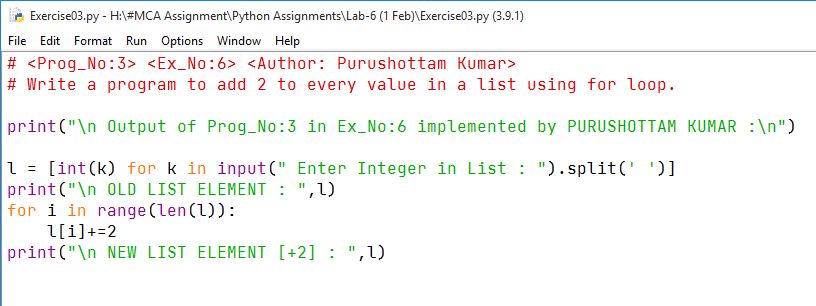 Exercise03.py - H:\#MCA Assignment\Python Assignments\Lab-6 (1 Feb)\Exercise03.py (3.9.1)
File Edit Format Run Options Window Help
# <Prog_No:3> <Ex_No:6> <Author: Purushottam Kumar>
# Write a program to add 2 to every value in a list using for loop.
print("\n Output of Prog_No:3 in Ex_No:6 implemented by PURUSHOTTAM KUMAR :\n")
l = [int(k) for k in input(" Enter Integer in List : ").split(' ')]
print("\n OLD LIST ELEMENT : ",l)
for i in range(len(l)):
    l[i]+=2
print("\n NEW LIST ELEMENT [+2] : ",l)